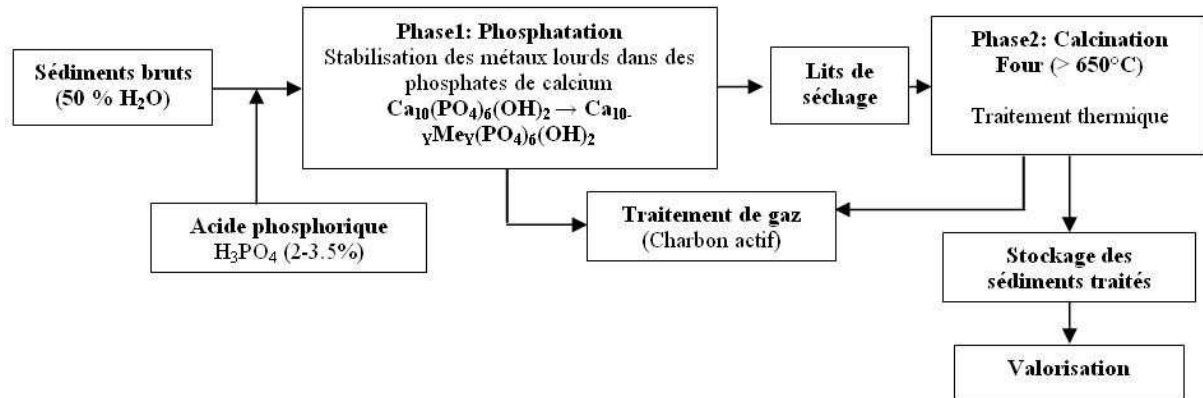 Sédiments bruts
(50 % H₂O)
Acide phosphorique
H₃PO₄ (2-3.5%)
Phase1: Phosphatation
Stabilisation des métaux lourds dans des
phosphates de calcium
Ca₁₀(PO₄)₆(OH)₂ → Ca₁₀₋
ᵧMeᵧ(PO₄)₆(OH)₂
Lits de
séchage
Phase2: Calcination
Four (> 650°C)
Traitement thermique
Traitement de gaz
(Charbon actif)
Stockage des
sédiments traités
Valorisation